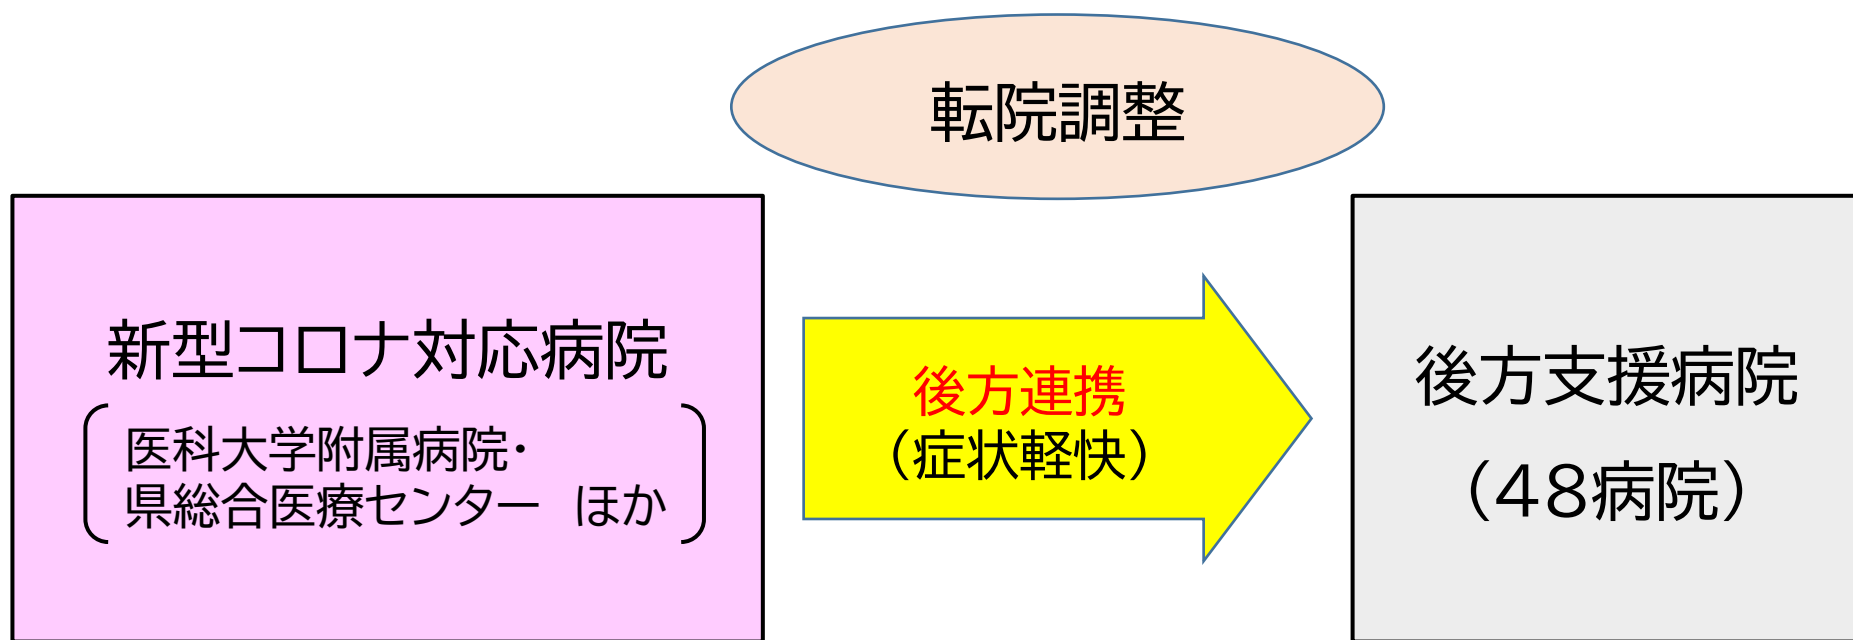 転院調整
新型コロナ対応病院
医科大学附属病院・
県総合医療センター　ほか
後方連携
（症状軽快）
後方支援病院
（48病院）